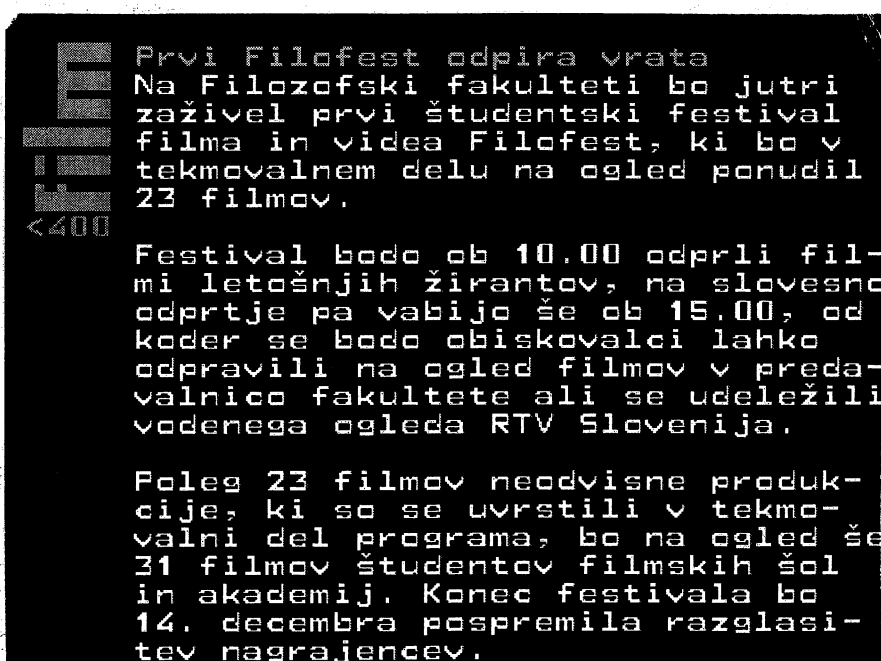 film
<400
Prvi Filofest odpira vrata
Na Filozofski fakulteti bo jutri
zaživel prvi študentski festival
filma in videa Filofest, ki bo v
tekmovalnem delu na ogled ponudil
23 filmov.
Festival bodo ob 10.00 odprli fil-
mi letošnjih žirantov, na slovesno
odprtje pa vabijo še ob 15.00, od
koder se bodo obiskovalci lahko
odpravili na ogled filmov v preda-
valnico fakultete ali se udeležili
vodenega ogleda RTV Slovenija.
Poleg 23 filmov neodvisne produk-
cije, ki so se uvrstili v tekmo-
valni del programa, bo na ogled še
31 filmov študentov filmskih šol
in akademij. Konec festivala bo
14. decembra pospremila razglasi-
tev nagrajencev.